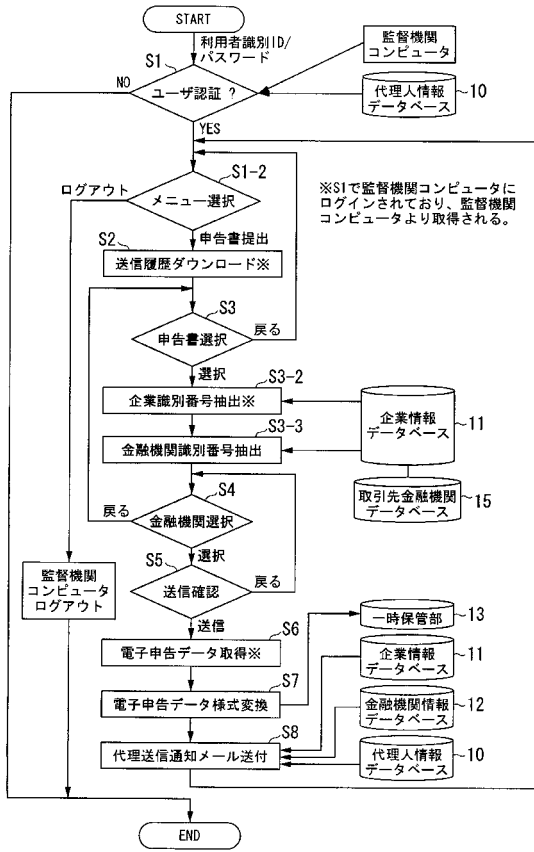 START
利用者識別ID/
パスワード
S1
NO
ユーザ認証 ?
YES
監督機関
コンピュータ
代理人情報
データベース
10
S1-2
ログアウト
メニュー選択
※S1で監督機関コンピュータに
ログインされており、監督機関
コンピュータより取得される。
申告書提出
S2
送信履歴ダウンロード※
S3
申告書選択
戻る
選択
S3-2
企業識別番号抽出※
S3-3
金融機関識別番号抽出
企業情報
データベース
11
取引先金融機関
データベース
15
S4
戻る
金融機関選択
選択
S5
送信確認
戻る
送信
監督機関
コンピュータ
ログアウト
S6
電子申告データ取得※
一時保管部
13
S7
電子申告データ様式変換
企業情報
データベース
11
金融機関情報
データベース
12
S8
代理送信通知メール送付
代理人情報
データベース
10
END